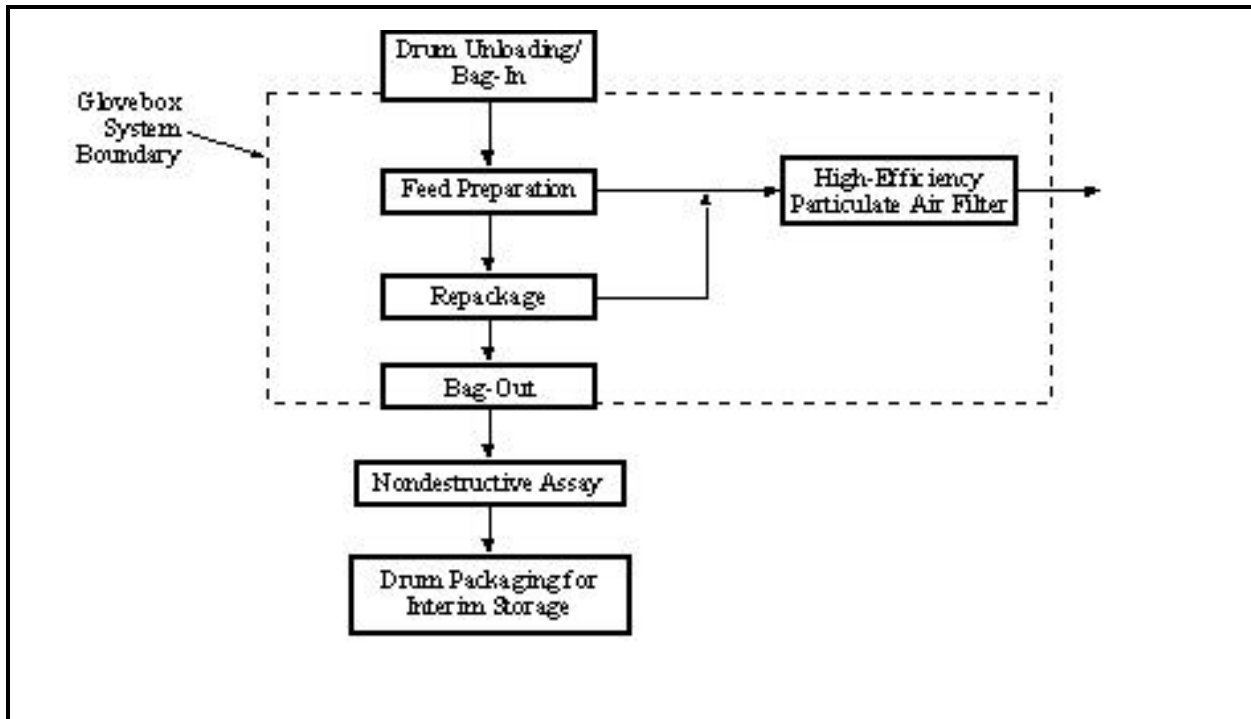 Drum Unloading/
Bag-In
Glovebox
System
Boundary
Feed Preparation
High-Efficiency
Particulate Air Filter
Repackage
Bag-Out
Nondestructive Assay
Drum Packaging for
Interim Storage